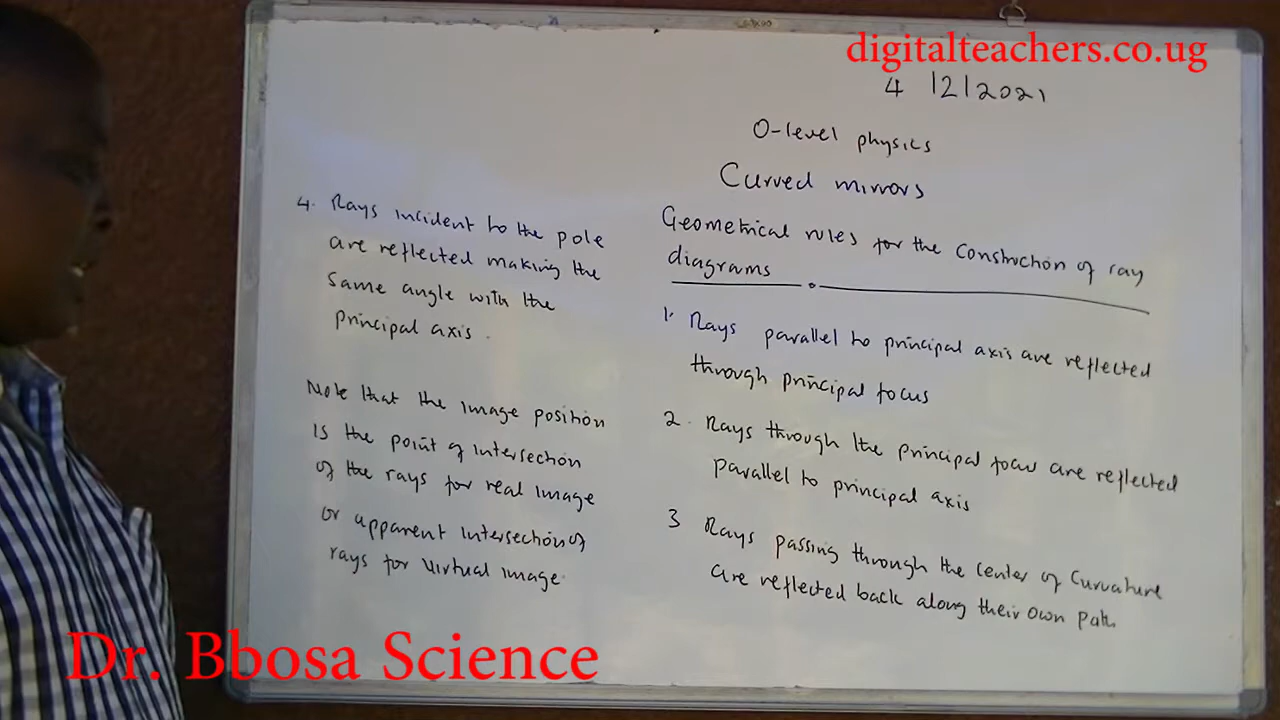 digitalteachers.co.ug
4 12/2021
O-level physics
Curved mirrors
Geometrical rules for the construction of ray
diagrams
1. Rays parallel to principal axis are reflected
through principal focus
2. Rays through the principal focus are reflected
parallel to principal axis
3 Rays passing through the center of curvature
are reflected back along their own path
4. Rays incident to the pole
are reflected making the
same angle with the
principal axis.
Note that the image position
is the point of intersection
of the rays for real image
or apparent intersection of
rays for virtual image.
Dr. Bbosa Science